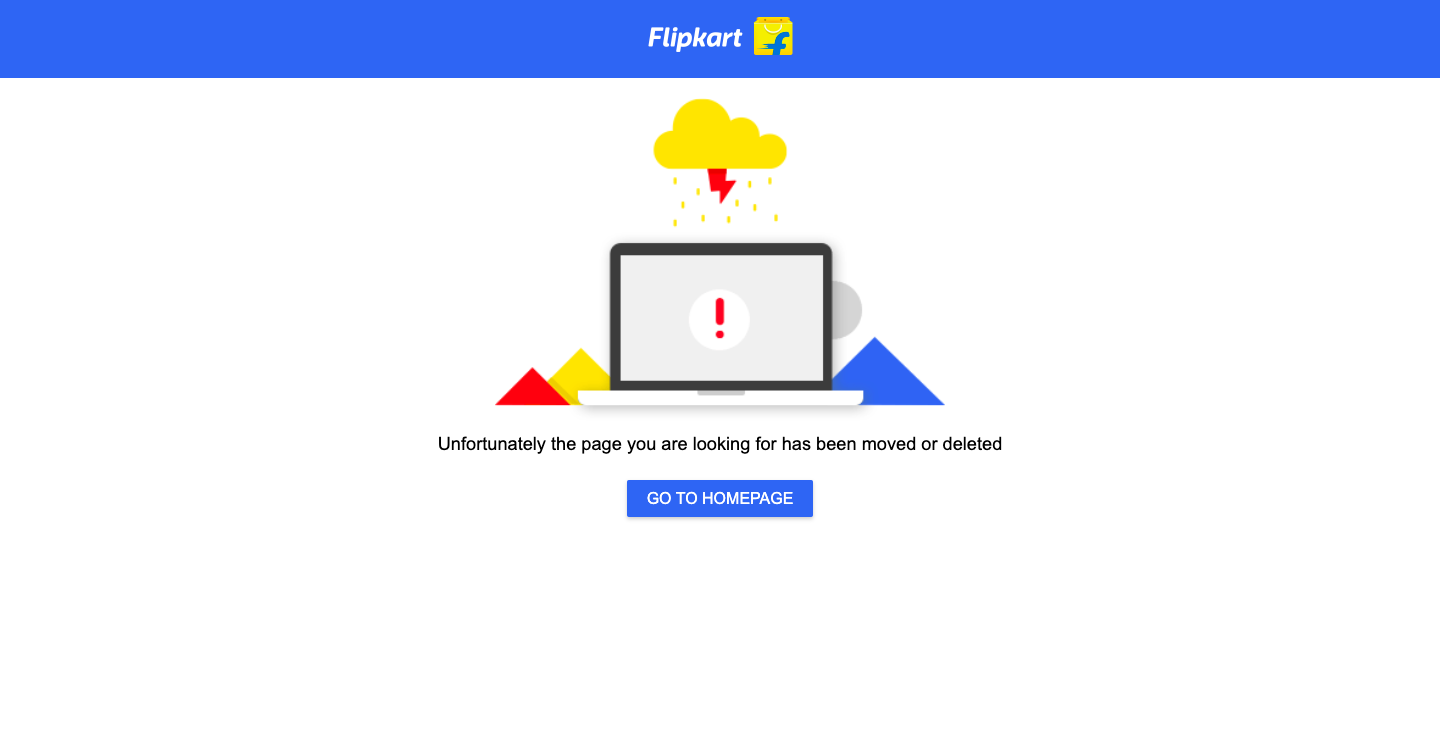 Flipkart
Unfortunately the page you are looking for has been moved or deleted
GO TO HOMEPAGE